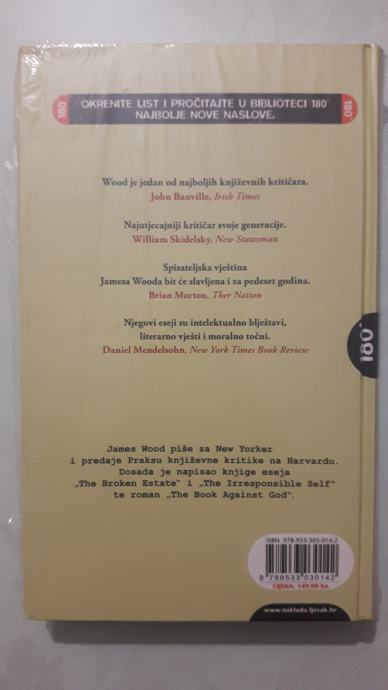 180°
OKRENITE LIST I PROČITAJTE U BIBLIOTECI 180°
NAJBOLJE NOVE NASLOVE.
180°
Wood je jedan od najboljih književnih kritičara.
John Banville, Irish Times
Najutjecajniji kritičar svoje generacije.
William Skidelsky, New Statesman
Spisateljska vještina
Jamesa Wooda bit će slavljena i za pedeset godina.
Brian Morton, Ther Nation
Njegovi eseji su intelektualno blještavi,
literarno vješti i moralno točni.
Daniel Mendelsohn, New York Times Book Review
180°
James Wood piše za New Yorker
i predaje Praksu književne kritike na Harvardu.
Dosada je napisao knjige eseja
„The Broken Estate“ i „The Irresponsible Self“
te roman „The Book Against God“.
ISBN 978-953-303-014-2
9 789533 030142
CIJENA: 149,00 kn
www.naklada.ljevak.hr